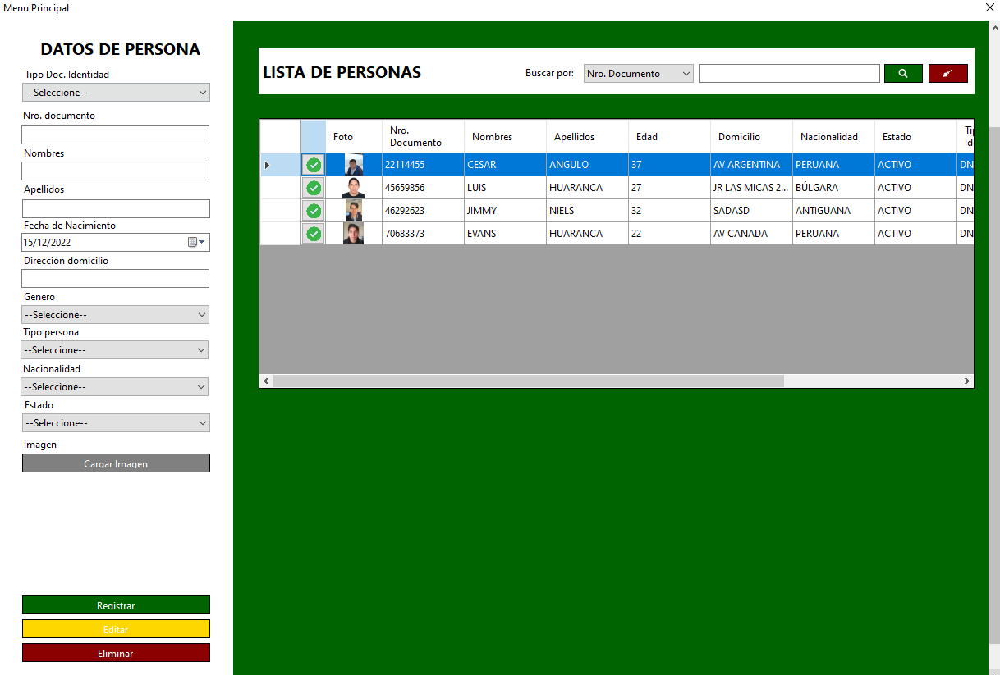 Menu Principal
DATOS DE PERSONA
Tipo Doc. Identidad
--Seleccione--
Nro. documento
Nombres
Apellidos
Fecha de Nacimiento
15/12/2022
Dirección domicilio
Genero
--Seleccione--
Tipo persona
--Seleccione--
Nacionalidad
--Seleccione--
Estado
--Seleccione--
Imagen
Cargar Imagen
Registrar
Editar
Eliminar
LISTA DE PERSONAS
Buscar por: Nro. Documento
Foto Nro. Documento Nombres Apellidos Edad Domicilio Nacionalidad Estado
22114455 CESAR ANGULO 37 AV ARGENTINA PERUANA ACTIVO DN
45659856 LUIS HUARANCA 27 JR LAS MICAS 2... BÚLGARA ACTIVO DN
46292623 JIMMY NIELS 32 SADASD ANTIGUANA ACTIVO DN
70683373 EVANS HUARANCA 22 AV CANADA PERUANA ACTIVO DN